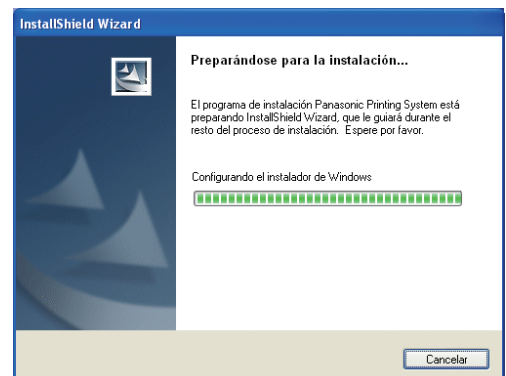 InstallShield Wizard
Preparándose para la instalación...
El programa de instalación Panasonic Printing System está
preparando InstallShield Wizard, que le guiará durante el
resto del proceso de instalación. Espere por favor.
Configurando el instalador de Windows
Cancelar